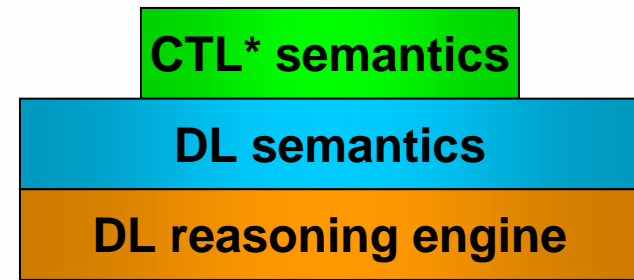 CTL* semantics
DL semantics
DL reasoning engine